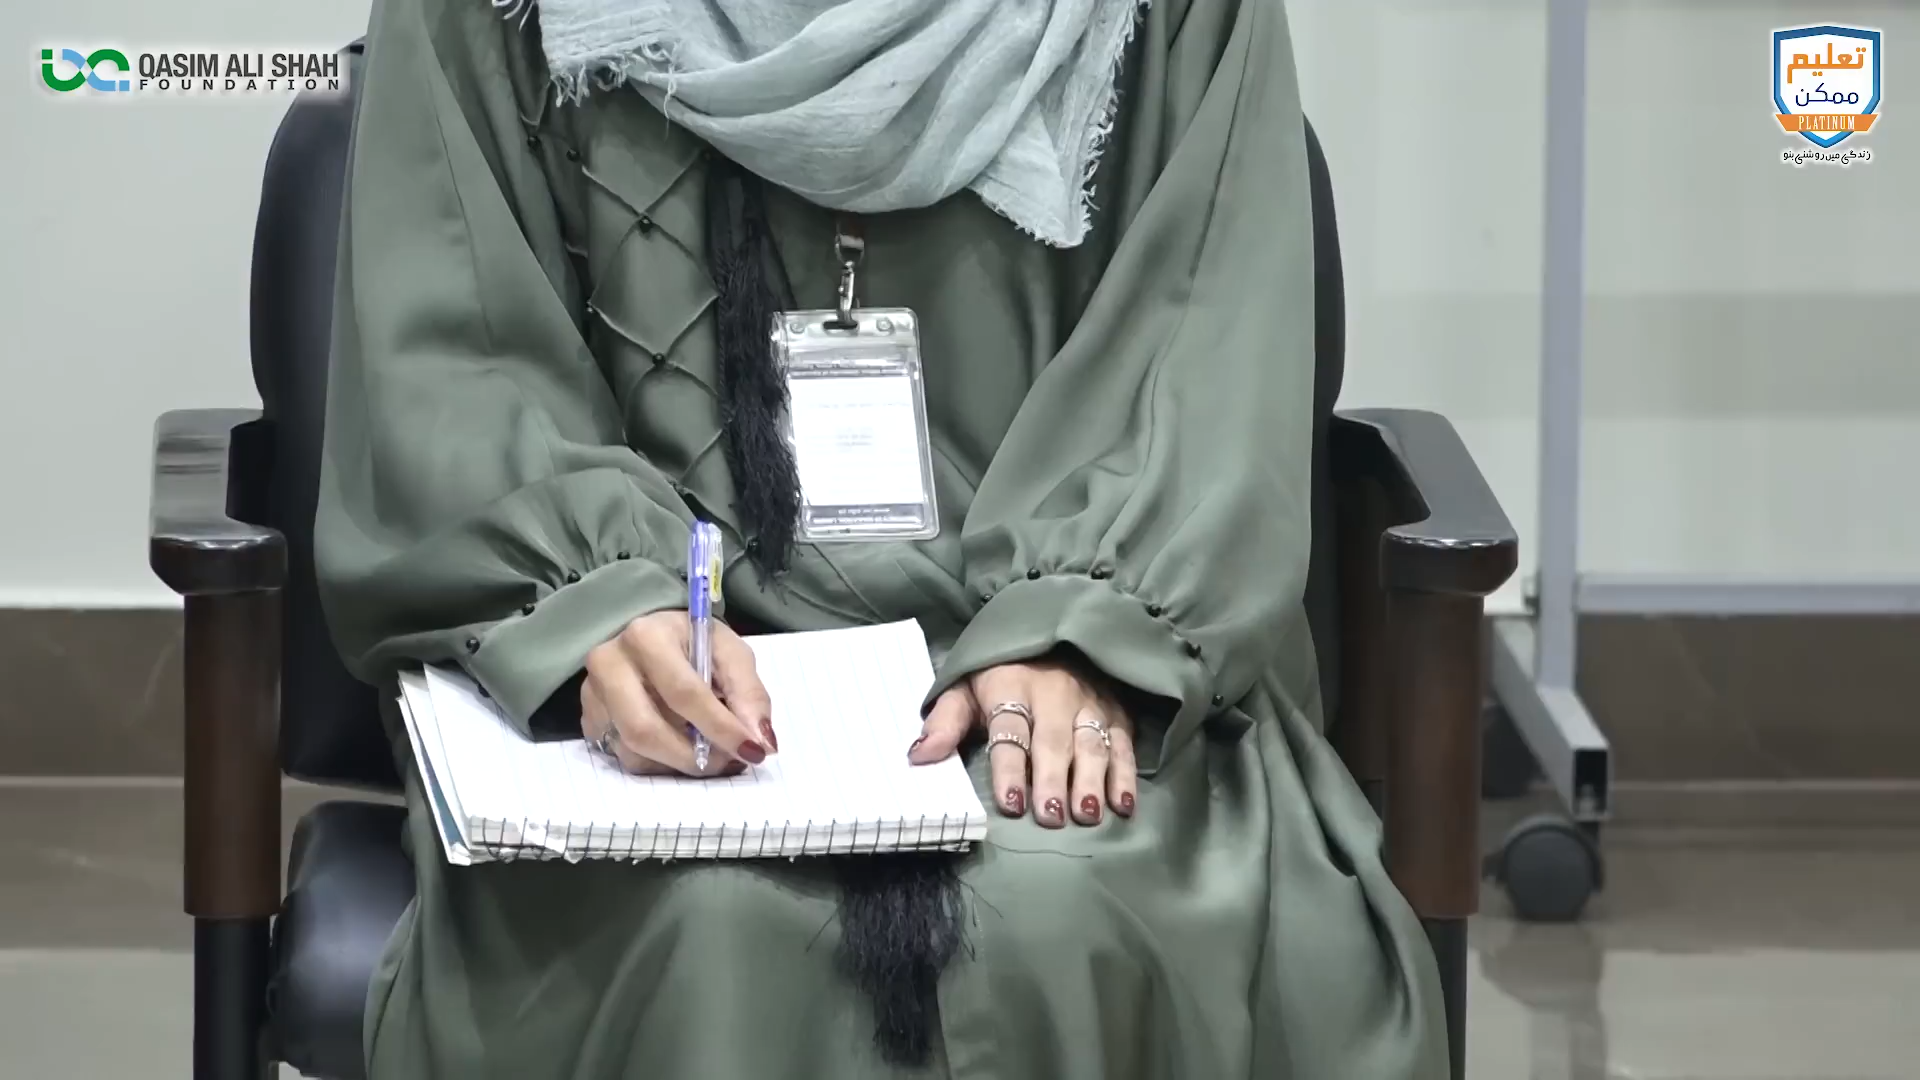 QASIM ALI SHAH
FOUNDATION
تعلیم
ممکن
PLATINUM
زندگی میں روشنی بنو